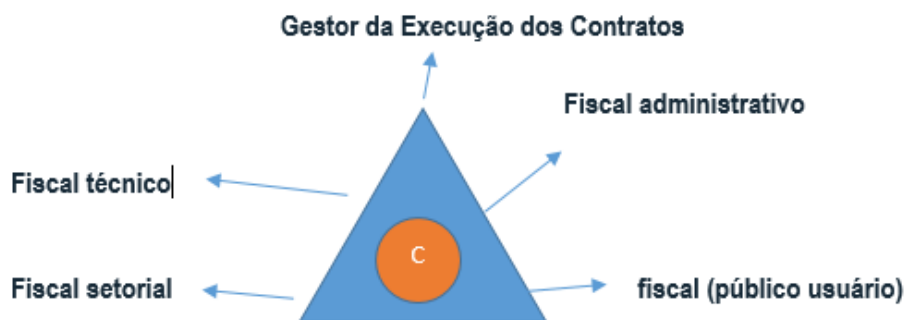 Gestor da Execução dos Contratos
Fiscal administrativo
Fiscal técnico
C
Fiscal setorial
fiscal (público usuário)